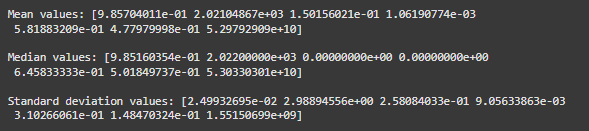 Mean values: [9.85704011e-01 2.02104867e+03 1.50156021e-01 1.06190774e-03
5.81883209e-01 4.77979998e-01 5.29792909e+10]
Median values: [9.85160354e-01 2.02200000e+03 0.00000000e+00 0.00000000e+00
6.45833333e-01 5.01849737e-01 5.30330301e+10]
Standard deviation values: [2.49932695e-02 2.98894556e+00 2.58084033e-01 9.05633863e-03
3.10266061e-01 1.48470324e-01 1.55150699e+09]